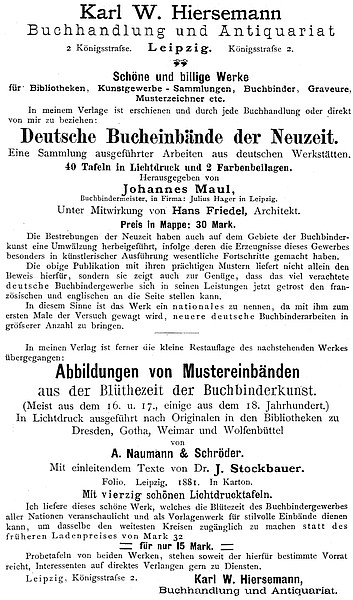 Karl W. Hiersemann
Buchhandlung und Antiquariat
2 Königsstrafse. Leipzig. Königsstrafse 2.
Schöne und billige Werke
für Bibliotheken, Kunstgewerbe - Sammlungen, Buchbinder, Graveure,
Musterzeichner etc.
In meinem Verlage ist erschienen und durch jede Buchhandlung oder direkt
von mir zu beziehen:
Deutsche Bucheinbände der Neuzeit.
Eine Sammlung ausgeführter Arbeiten aus deutschen Werkstätten.
40 Tafeln in Lichtdruck und 2 Farbenbeilagen.
Herausgegeben von
Johannes Maul,
Buchbindermeister, in Firma: Julius Hager in Leipzig.
Unter Mitwirkung von Hans Friedel, Architekt.
Preis in Mappe: 30 Mark.
Die Bestrebungen der Neuzeit haben auch auf dem Gebiete der Buchbinder-
kunst eine Umwälzung herbeigeführt, infolge deren die Erzeugnisse dieses Gewerbes
besonders in künstlerischer Ausführung wesentliche Fortschritte gemacht haben.
Die obige Publikation mit ihren prächtigen Mustern liefert nicht allein den
Beweis hierfür, sondern sie zeigt auch zur Genüge, dass das viel verachtete
deutsche Buchbindergewerbe sich in seinen Leistungen jetzt getrost den fran-
zösischen und englischen an die Seite stellen kann.
In diesem Sinne ist das Werk ein nationales zu nennen, da mit ihm zum
ersten Male der Versuch gewagt wird, neuere deutsche Buchbinderarbeiten in
gröfserer Anzahl zu bringen.
In meinen Verlag ist ferner die kleine Restauflage des nachstehenden Werkes
übergegangen:
Abbildungen von Mustereinbänden
aus der Blüthezeit der Buchbinderkunst.
(Meist aus dem 16. u. 17., einige aus dem 18. Jahrhundert.)
In Lichtdruck ausgeführt nach Originalen in den Bibliotheken zu
Dresden, Gotha, Weimar und Wolfenbüttel
von
A. Naumann & Schröder.
Mit einleitendem Texte von Dr. J. Stockbauer.
Folio. Leipzig, 1881. In Karton.
Mit vierzig schönen Lichtdrucktafeln.
Ich liefere dieses schöne Werk, welches die Blütezeit des Buchbindergewerbes
aller Nationen veranschaulicht und als Vorlagenwerk für stilvolle Einbände dienen
kann, um dasselbe den weitesten Kreisen zugänglich zu machen statt des
früheren Ladenpreises von Mark 32
für nur 15 Mark.
Probetafeln von beiden Werken, stehen soweit der hierfür bestimmte Vorrat
reicht, Interessenten auf direktes Verlangen gern zu Diensten.
Leipzig, Königsstr. 2.
Karl W. Hiersemann,
Buchhandlung und Antiquariat.